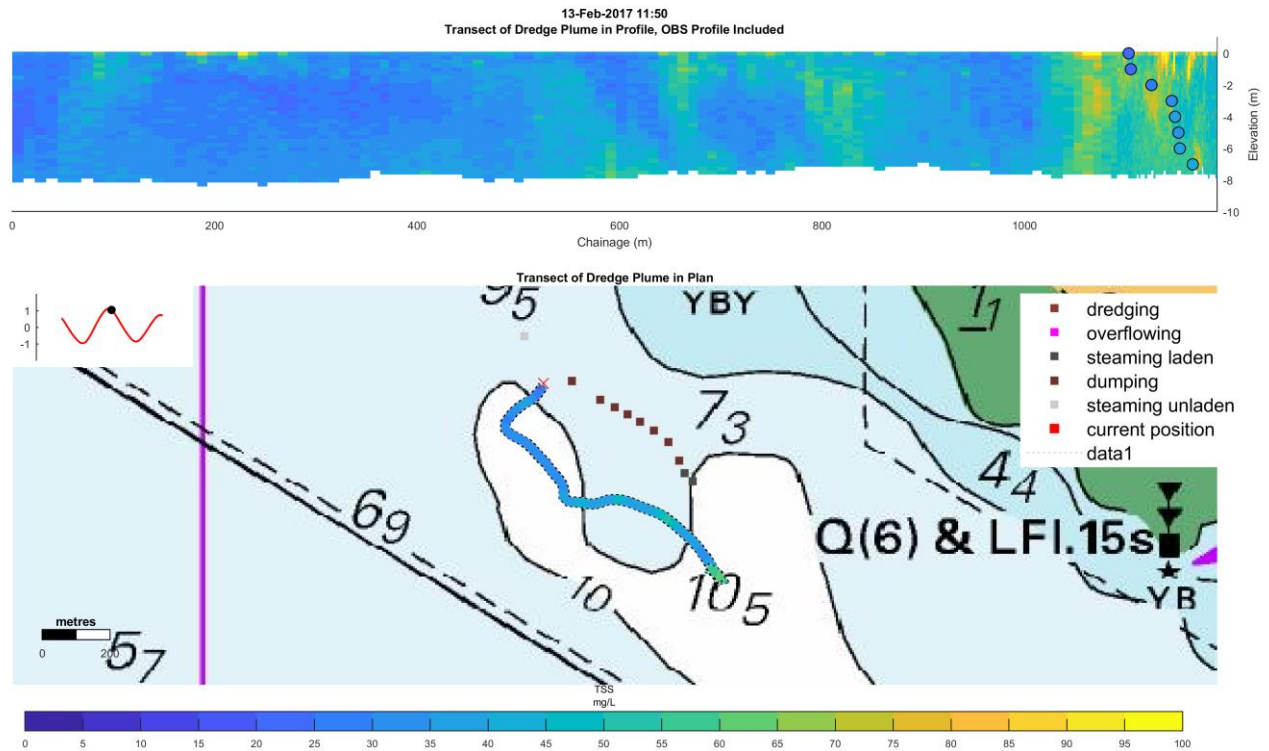 13-Feb-2017 11:50
Transect of Dredge Plume in Profile, OBS Profile Included
0
-2
-4
-6
-8
-10
Elevation (m)
0 200 400 600 800 1000
Chainage (m)
Transect of Dredge Plume in Plan
1
0
-1
95
YBY
11
dredging
overflowing
steaming laden
dumping
steaming unladen
current position
data1
73
44
69
Q(6) & LFl.15s
10
105
YB
metres
0 200
57
TSS
mg/L
0 5 10 15 20 25 30 35 40 45 50 55 60 65 70 75 80 85 90 95 100